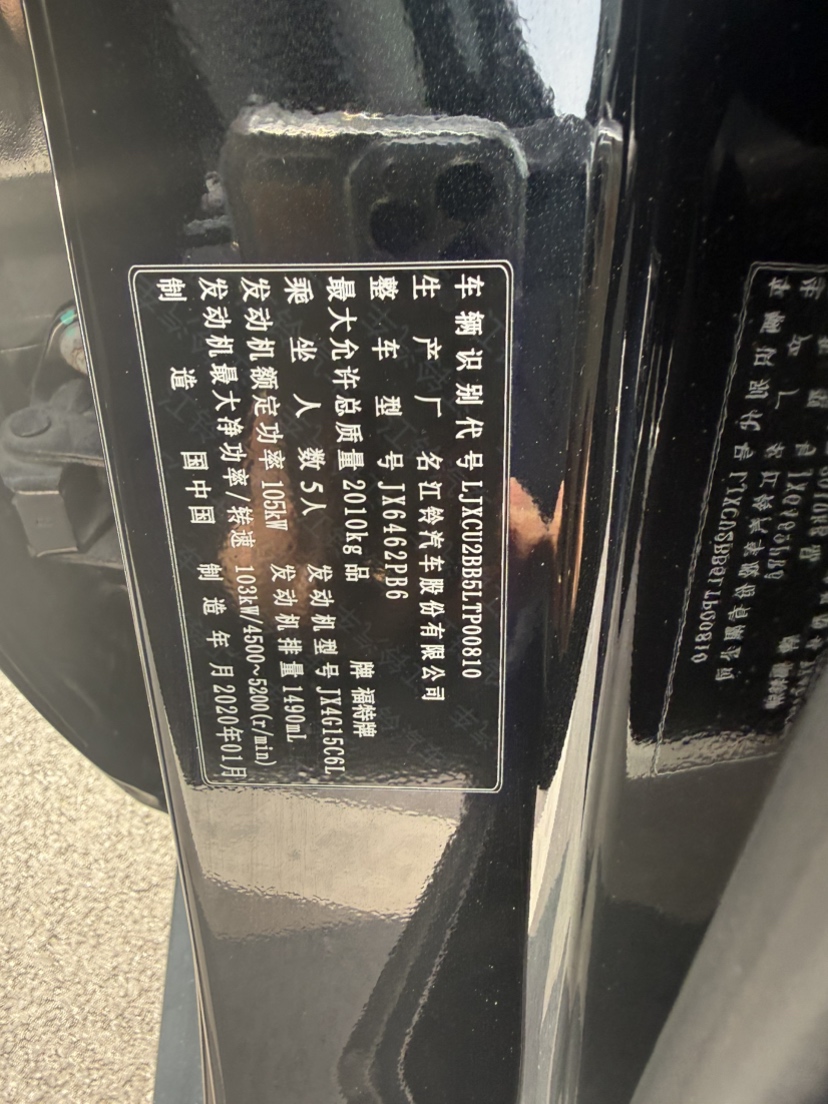 车辆识别代号 LJXCU2BB5LTP00810
生产厂名 江铃汽车股份有限公司
整车型号 JX6462PB6
最大允许总质量 2010kg 品牌 福特牌
乘坐人数 5人 发动机型号 JX4G15C6L
发动机额定功率 105kW 发动机排量 1490mL
发动机最大净功率/转速 103kW/4500~5200(r/min)
制造国 中国 制造年月 2020年01月